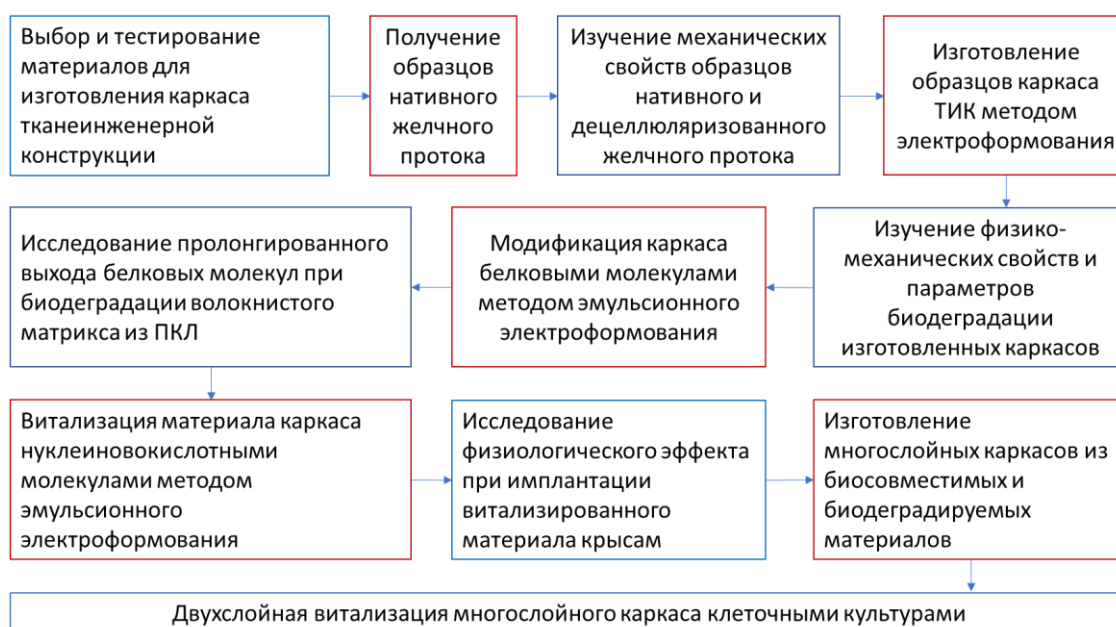 Выбор и тестирование
материалов для
изготовления каркаса
тканеинженерной
конструкции
Получение
образцов
нативного
желчного
протока
Изучение механических
свойств образцов
нативного и
децеллюляризованного
желчного протока
Изготовление
образцов каркаса
ТИК методом
электроформования
Изучение физико-
механических свойств и
параметров
биодеградации
изготовленных каркасов
Модификация каркаса
белковыми молекулами
методом эмульсионного
электроформования
Исследование пролонгированного
выхода белковых молекул при
биодеградации волокнистого
матрикса из ПКЛ
Витализация материала каркаса
нуклеиновокислотными
молекулами методом
эмульсионного
электроформования
Исследование
физиологического эффекта
при имплантации
витализированного
материала крысам
Изготовление
многослойных каркасов из
биосовместимых и
биодеградируемых
материалов
Двухслойная витализация многослойного каркаса клеточными культурами